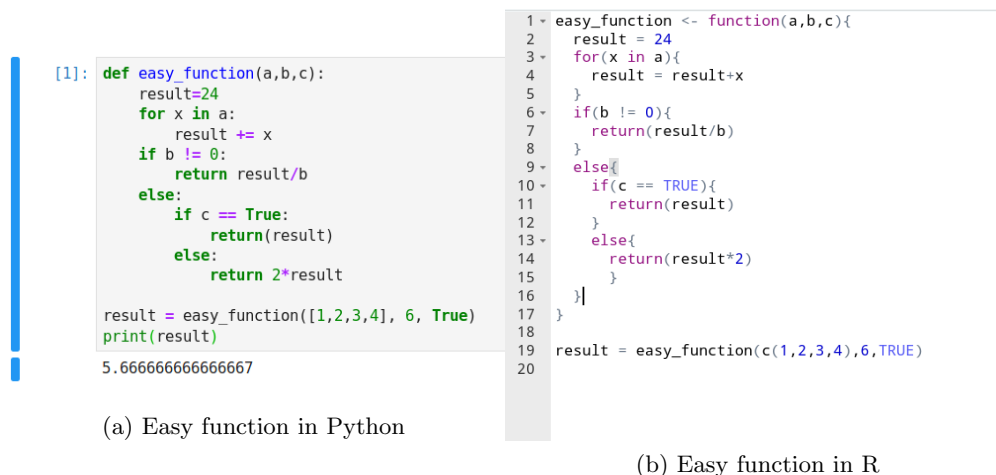 [1]: def easy_function(a,b,c):
    result=24
    for x in a:
        result += x
    if b != 0:
        return result/b
    else:
        if c == True:
            return(result)
        else:
            return 2*result

result = easy_function([1,2,3,4], 6, True)
print(result)
5.666666666666667
(a) Easy function in Python
1 easy_function <- function(a,b,c){
2   result = 24
3   for(x in a){
4     result = result+x
5   }
6   if(b != 0){
7     return(result/b)
8   }
9   else{
10     if(c == TRUE){
11       return(result)
12     }
13     else{
14       return(result*2)
15       }
16   }
17 }
18
19 result = easy_function(c(1,2,3,4),6,TRUE)
20
(b) Easy function in R